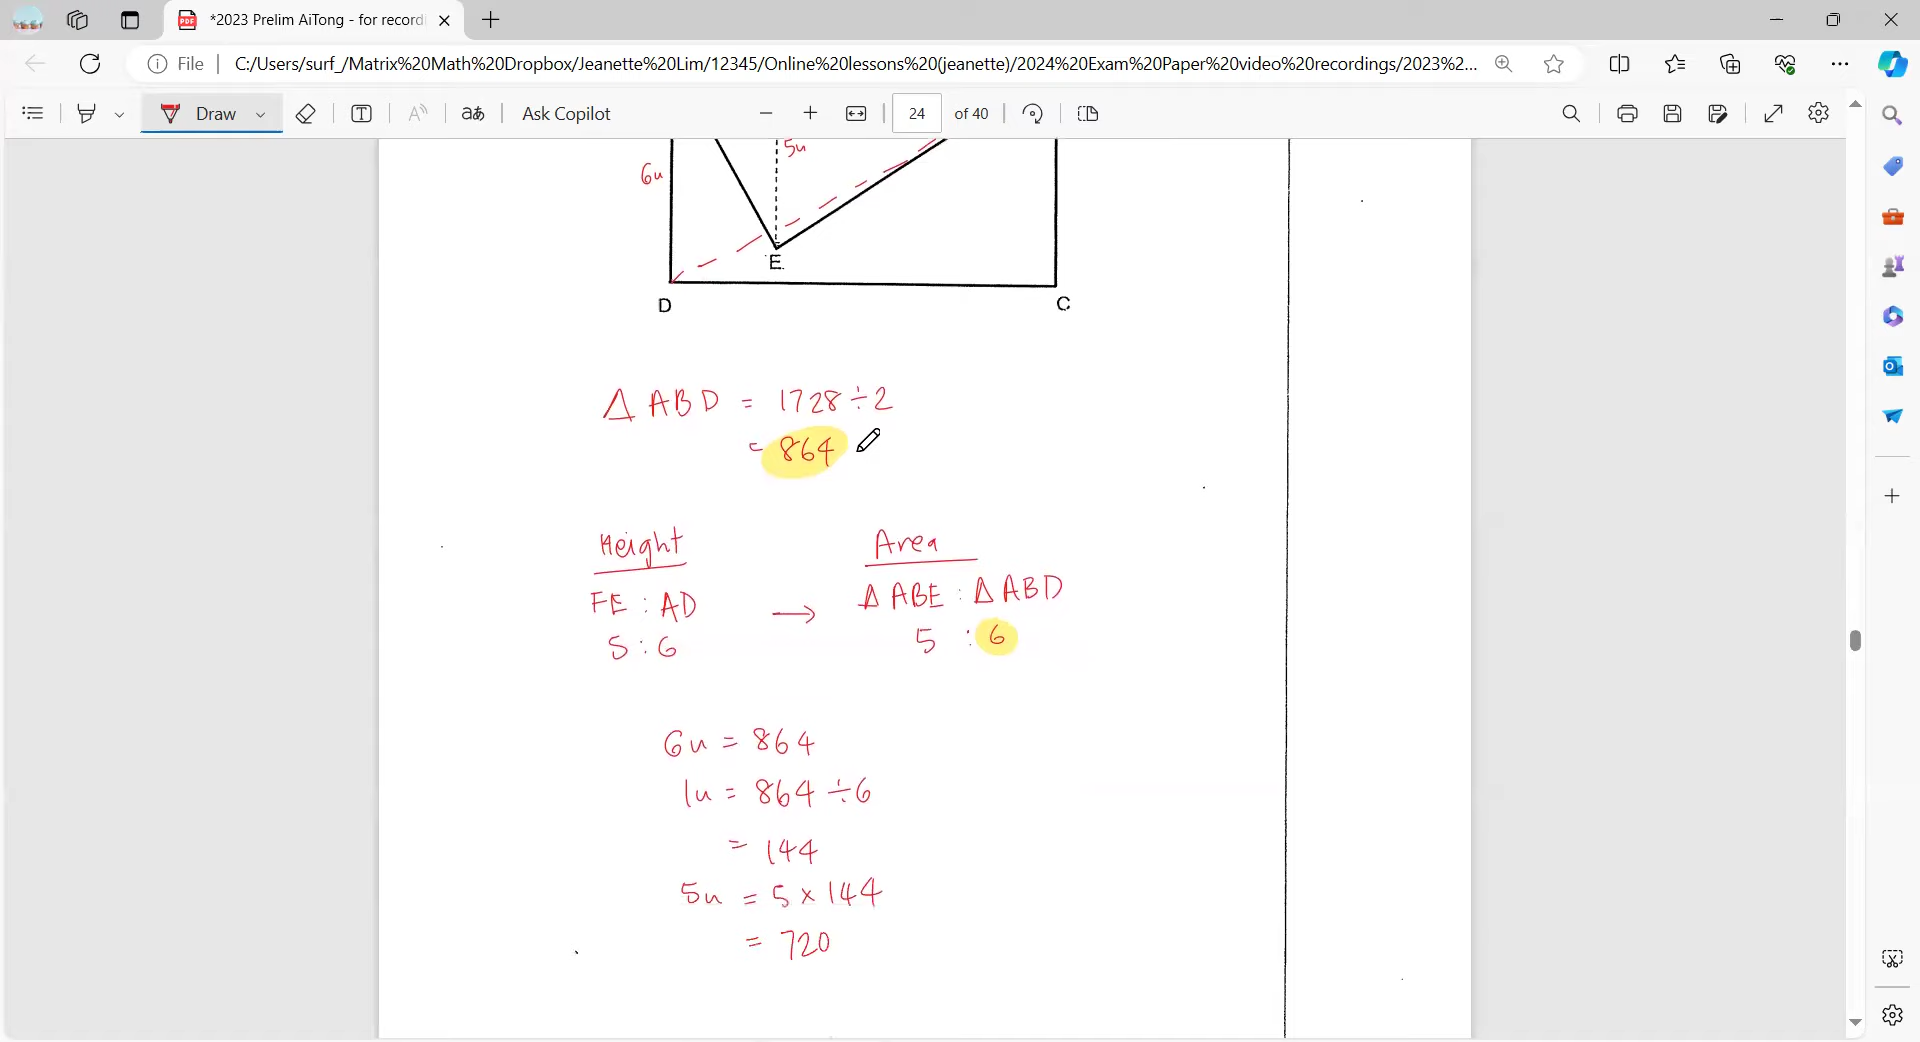 *2023 Prelim AiTong - for record
File
C:/Users/surf_/Matrix%20Math%20Dropbox/Jeanette%20Lim/12345/Online%20lessons%20(jeanette)/2024%20Exam%20Paper%20video%20recordings/2023%2...
Draw
Ask Copilot
24 of 40
5u
6u
E
D
C
Δ ABD = 1728 ÷ 2
= 864
Height
Area
FE : AD → Δ ABE : Δ ABD
5 : 6
5 : 6
6u = 864
1u = 864 ÷ 6
= 144
5u = 5 × 144
= 720